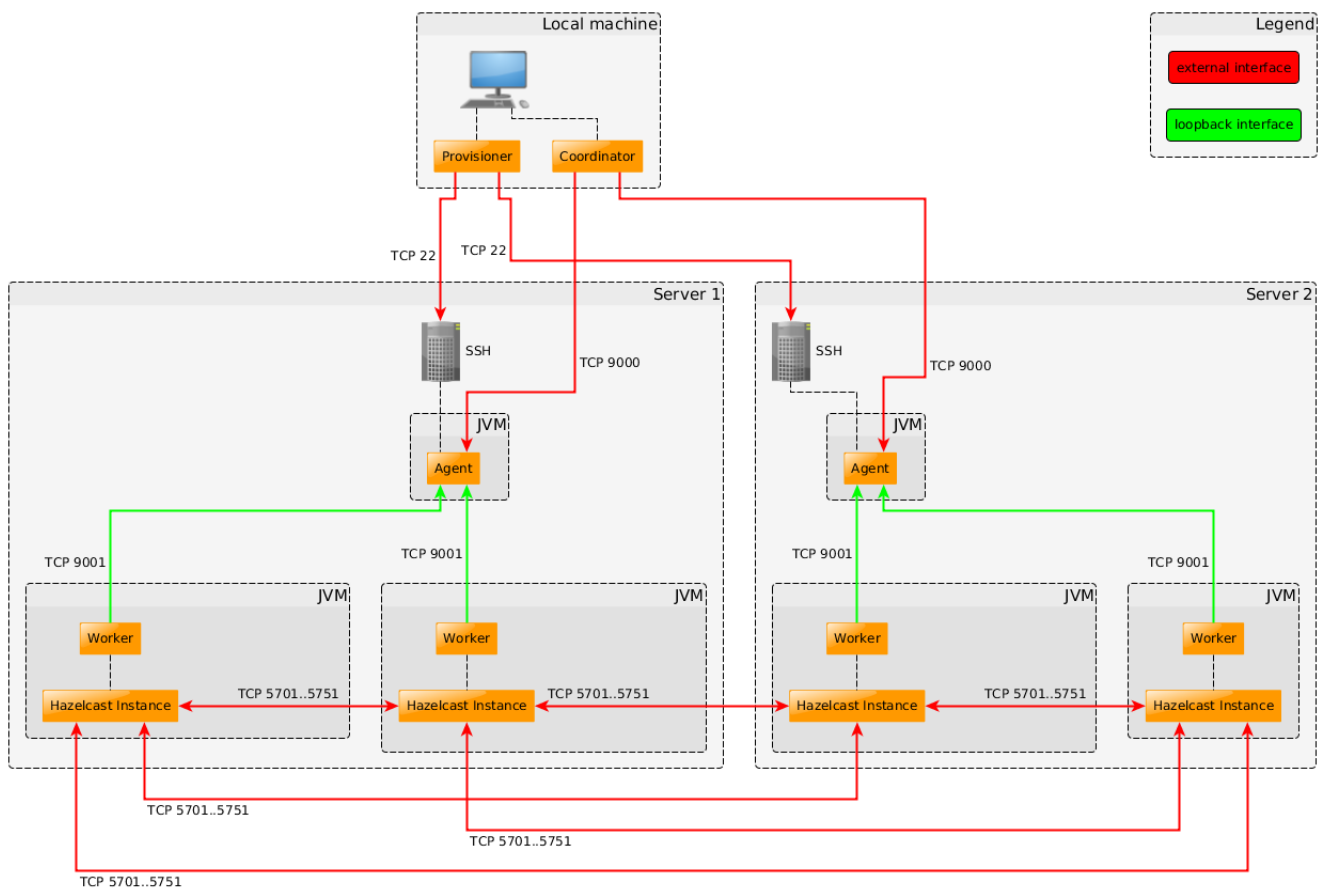 Local machine
Legend
external interface
loopback interface
Provisioner
Coordinator
TCP 22
TCP 22
Server 1
Server 2
SSH
SSH
TCP 9000
TCP 9000
JVM
JVM
Agent
Agent
TCP 9001
TCP 9001
TCP 9001
TCP 9001
JVM
JVM
JVM
JVM
Worker
Worker
Worker
Worker
TCP 5701..5751
TCP 5701..5751
TCP 5701..5751
Hazelcast Instance
Hazelcast Instance
Hazelcast Instance
Hazelcast Instance
TCP 5701..5751
TCP 5701..5751
TCP 5701..5751